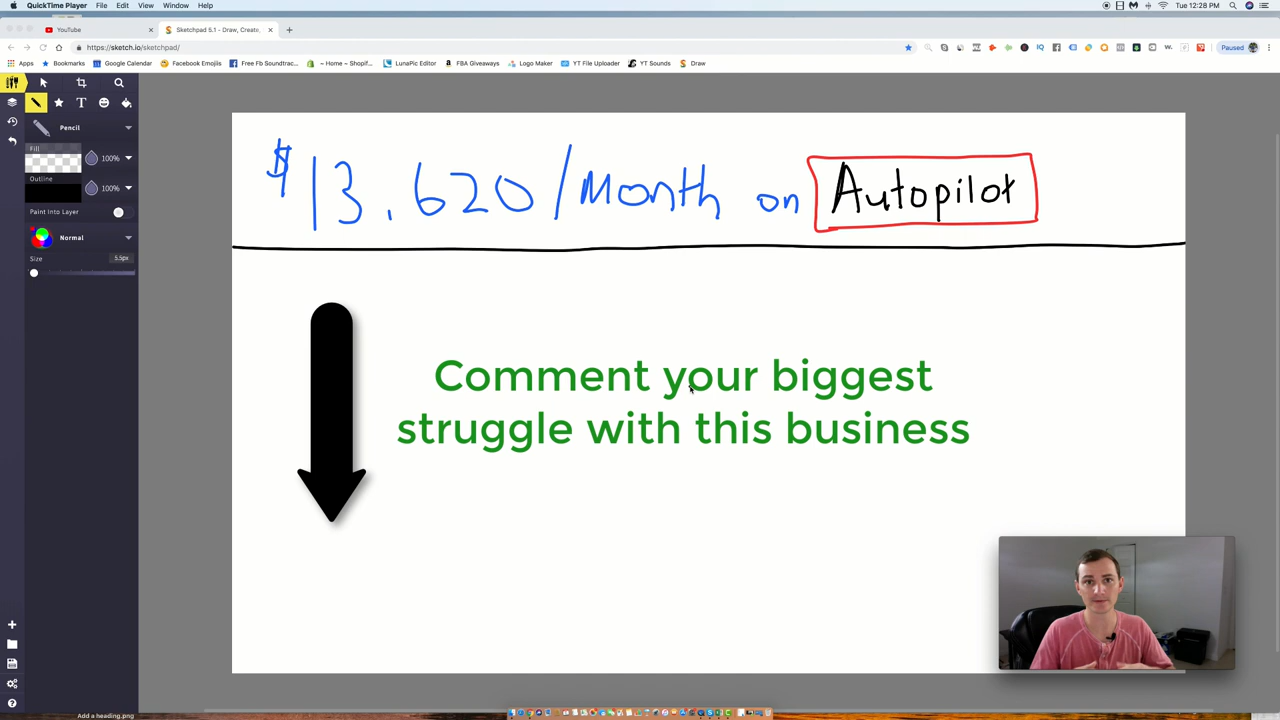 QuickTime Player File Edit View Window Help Tue 12:28 PM
YouTube Sketchpad 5.1 - Draw, Create,
https://sketch.io/sketchpad/ Paused
Apps Bookmarks Google Calendar Facebook Emojiis Free Fb Soundtrac... ~ Home ~ Shopif... LunaPic Editor FBA Giveaways Logo Maker YT File Uploader YT Sounds Draw
Pencil
Fill
100%
Outline
100%
Paint Into Layer
Normal
Size 5.5px
$13.620/Month on Autopilot
Comment your biggest
struggle with this business
Add a heading.png